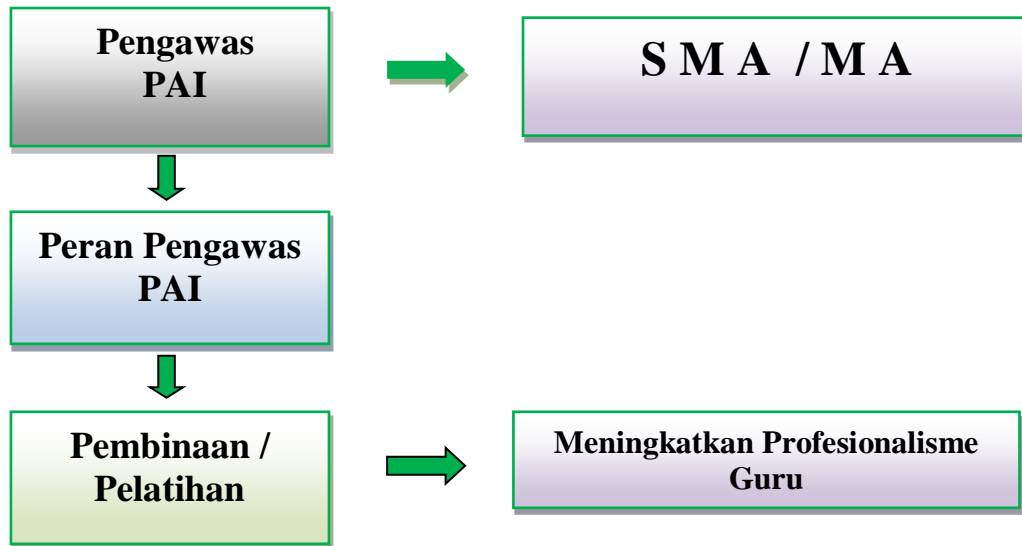 Pengawas
PAI
S M A / M A
Peran Pengawas
PAI
Pembinaan /
Pelatihan
Meningkatkan Profesionalisme
Guru